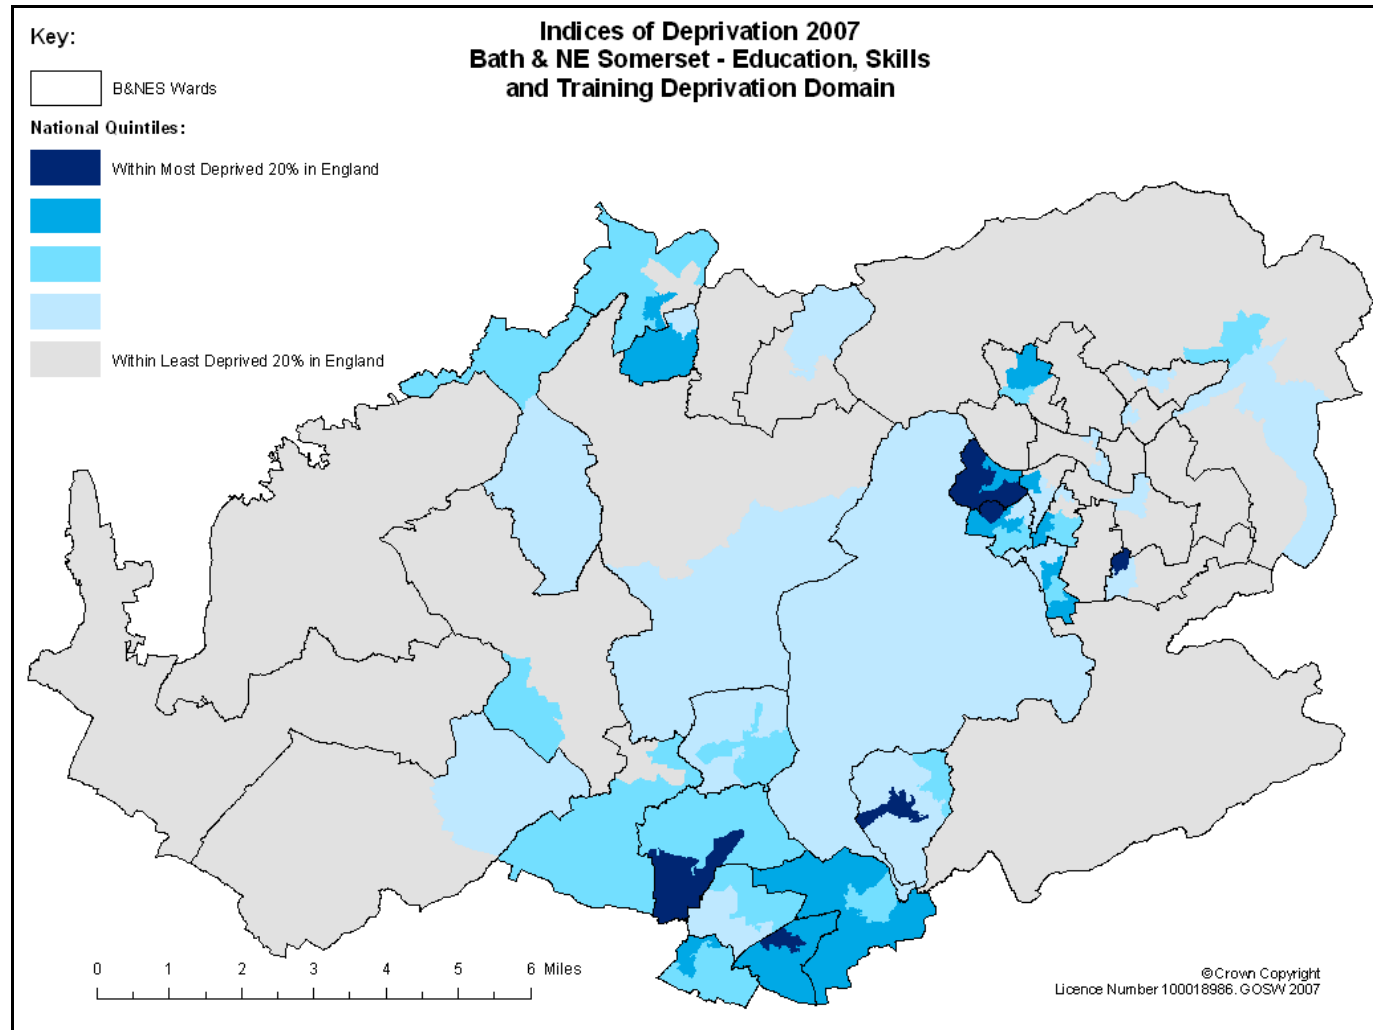 Indices of Deprivation 2007
Bath & NE Somerset - Education, Skills
and Training Deprivation Domain
Key:
B&NES Wards
National Quintiles:
Within Most Deprived 20% in England
Within Least Deprived 20% in England
0 1 2 3 4 5 6 Miles
©Crown Copyright
Licence Number 100018986. GOSW 2007